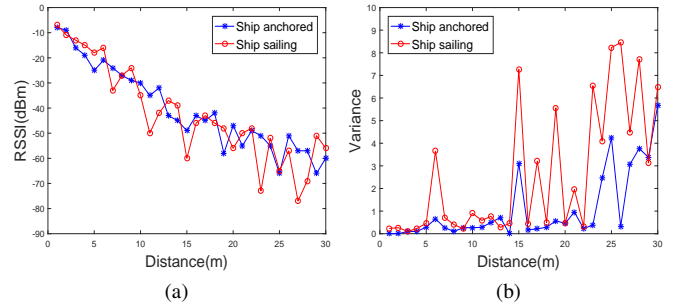 0
-10
-20
-30
-40
-50
-60
-70
-80
-90
RSSI(dBm)
0 5 10 15 20 25 30
Distance(m)
Ship anchored
Ship sailing
(a)
10
9
8
7
6
5
4
3
2
1
0
Variance
0 5 10 15 20 25 30
Distance(m)
Ship anchored
Ship sailing
(b)